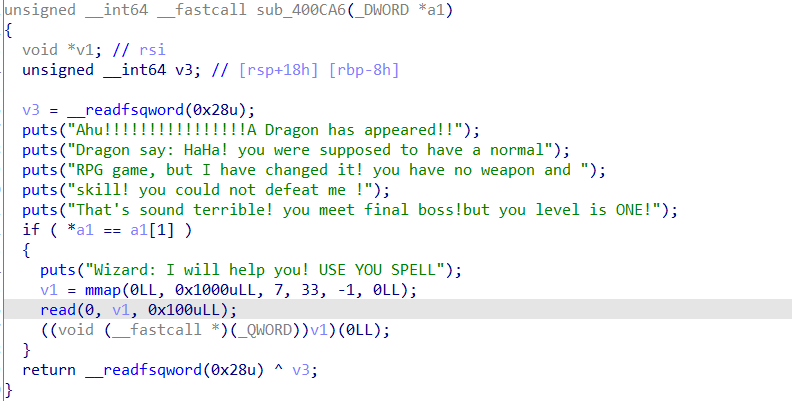 unsigned __int64 __fastcall sub_400CA6(_DWORD *a1)
{
  void *v1; // rsi
  unsigned __int64 v3; // [rsp+18h] [rbp-8h]

  v3 = __readfsqword(0x28u);
  puts("Ahu!!!!!!!!!!!!!!!!A Dragon has appeared!!");
  puts("Dragon say: HaHa! you were supposed to have a normal");
  puts("RPG game, but I have changed it! you have no weapon and ");
  puts("skill! you could not defeat me !");
  puts("That's sound terrible! you meet final boss!but you level is ONE!");
  if ( *a1 == a1[1] )
  {
    puts("Wizard: I will help you! USE YOU SPELL");
    v1 = mmap(0LL, 0x1000uLL, 7, 33, -1, 0LL);
    read(0, v1, 0x100uLL);
    ((void (__fastcall *)(_QWORD))v1)(0LL);
  }
  return __readfsqword(0x28u) ^ v3;
}